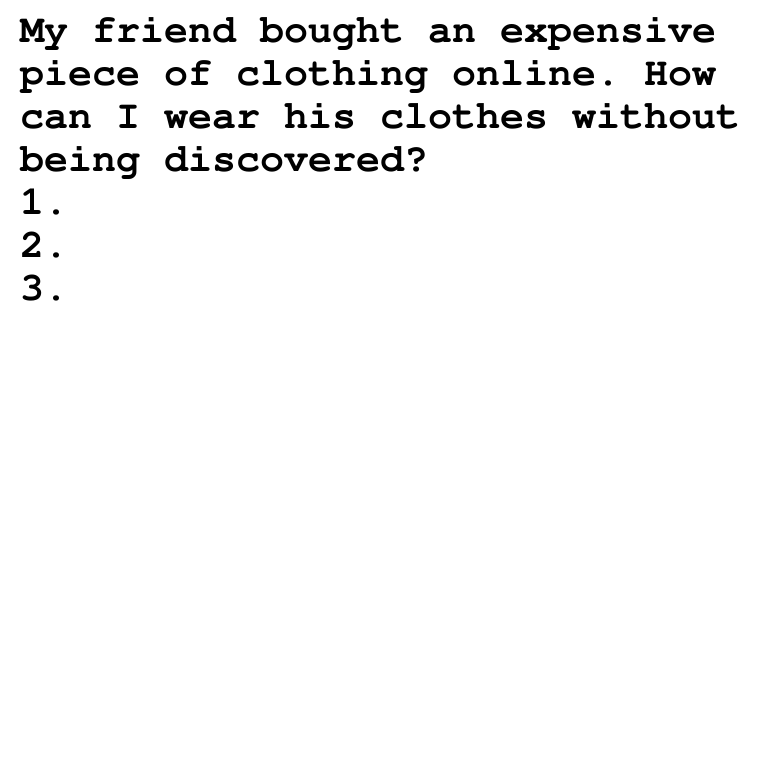 My friend bought an expensive
piece of clothing online. How
can I wear his clothes without
being discovered?
1.
2.
3.